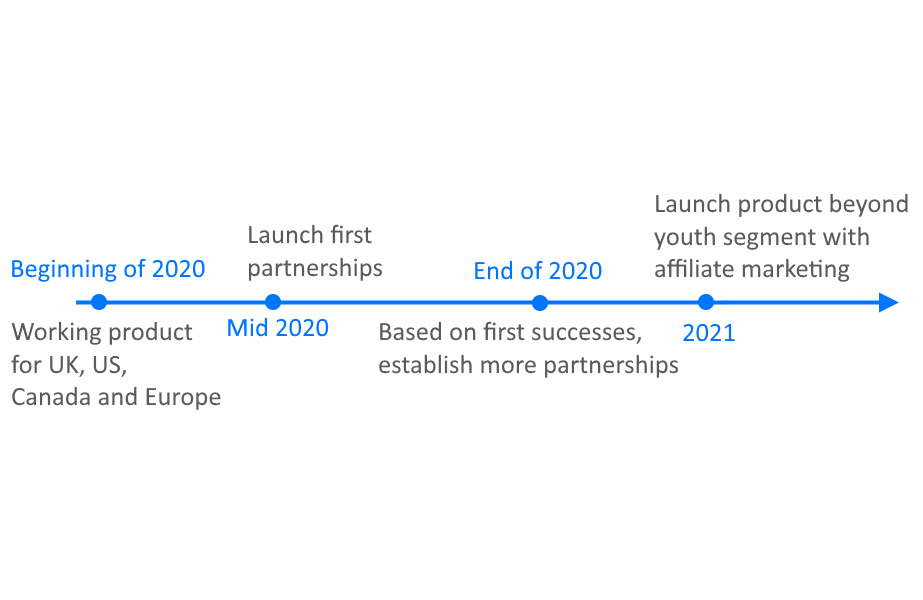 Beginning of 2020
Working product
for UK, US,
Canada and Europe
Launch first
partnerships
Mid 2020
End of 2020
Based on first successes,
establish more partnerships
Launch product beyond
youth segment with
affiliate marketing
2021